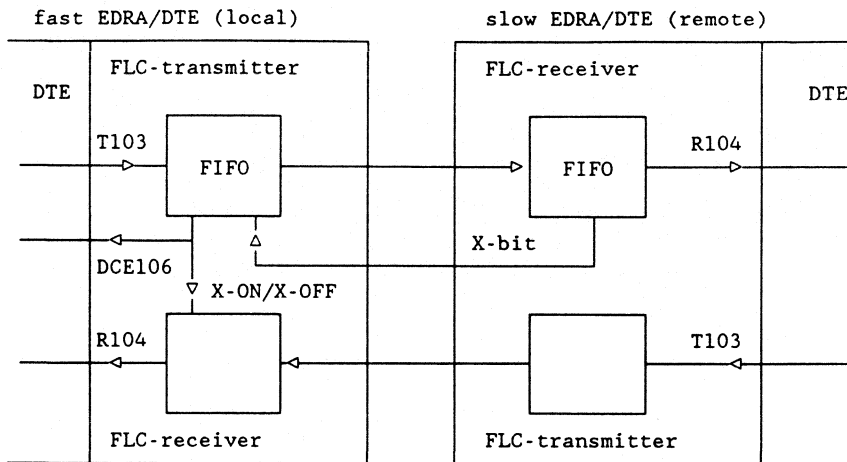 fast EDRA/DTE (local)
slow EDRA/DTE (remote)
FLC-transmitter
FLC-receiver
DTE
DTE
T103
R104
FIFO
FIFO
X-bit
DCE106
X-ON/X-OFF
R104
T103
FLC-receiver
FLC-transmitter